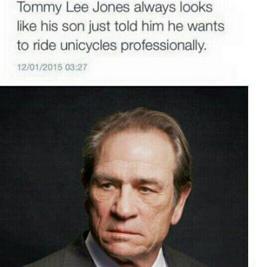 Tommy Lee Jones always looks
like his son just told him he wants
to ride unicycles professionally.
12/01/2015 03:27